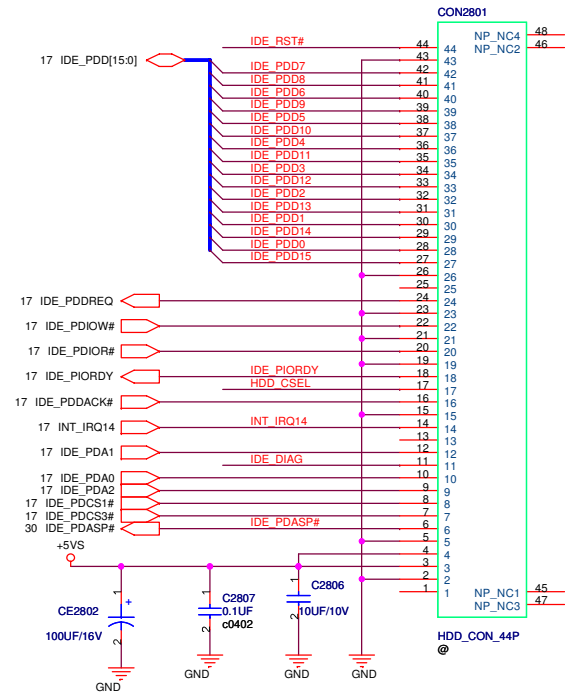 CON2801
IDE_RST# 44 44 NP_NC4 48
17 IDE_PDD[15:0] 43 43 NP_NC2 46
IDE_PDD7 42 42
IDE_PDD8 41 41
IDE_PDD6 40 40
IDE_PDD9 39 39
IDE_PDD5 38 38
IDE_PDD10 37 37
IDE_PDD4 36 36
IDE_PDD11 35 35
IDE_PDD3 34 34
IDE_PDD12 33 33
IDE_PDD2 32 32
IDE_PDD13 31 31
IDE_PDD1 30 30
IDE_PDD14 29 29
IDE_PDD0 28 28
IDE_PDD15 27 27
26 26
25 25
17 IDE_PDDREQ 24 24
23 23
17 IDE_PDIOW# 22 22
21 21
17 IDE_PDIOR# 20 20
19 19
17 IDE_PIORDY IDE_PIORDY 18 18
HDD_CSEL 17 17
17 IDE_PDDACK# 16 16
15 15
17 INT_IRQ14 INT_IRQ14 14 14
13 13
17 IDE_PDA1 12 12
IDE_DIAG 11 11
17 IDE_PDA0 10 10
17 IDE_PDA2 9 9
17 IDE_PDCS1# 8 8
17 IDE_PDCS3# 7 7
30 IDE_PDASP# IDE_PDASP# 6 6
5 5
+5VS 4 4
3 3
2 2
1 1 NP_NC1 45
NP_NC3 47
1 + CE2802 100UF/16V 2
1 C2807 0.1UF c0402 2
1 C2806 10UF/10V 2
HDD_CON_44P
@
GND GND GND GND